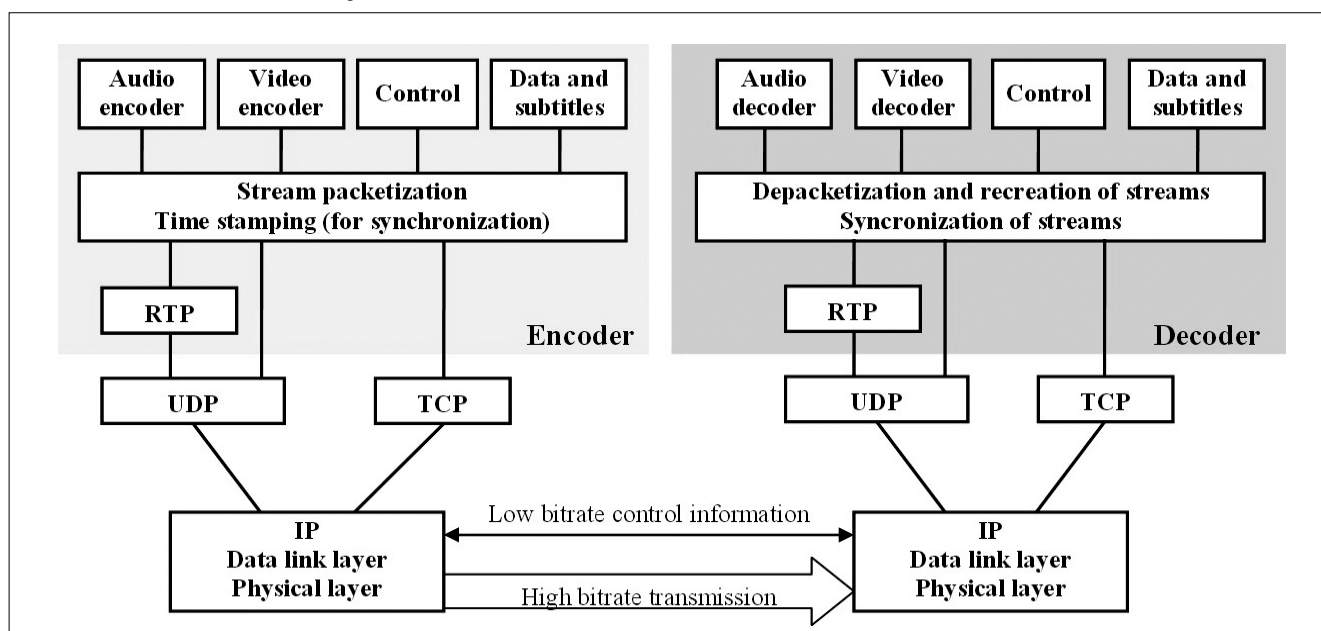 Audio
encoder
Video
encoder
Control
Data and
subtitles
Stream packetization
Time stamping (for synchronization)
RTP
Encoder
UDP
TCP
IP
Data link layer
Physical layer
Audio
decoder
Video
decoder
Control
Data and
subtitles
Depacketization and recreation of streams
Syncronization of streams
RTP
Decoder
UDP
TCP
IP
Data link layer
Physical layer
Low bitrate control information
High bitrate transmission